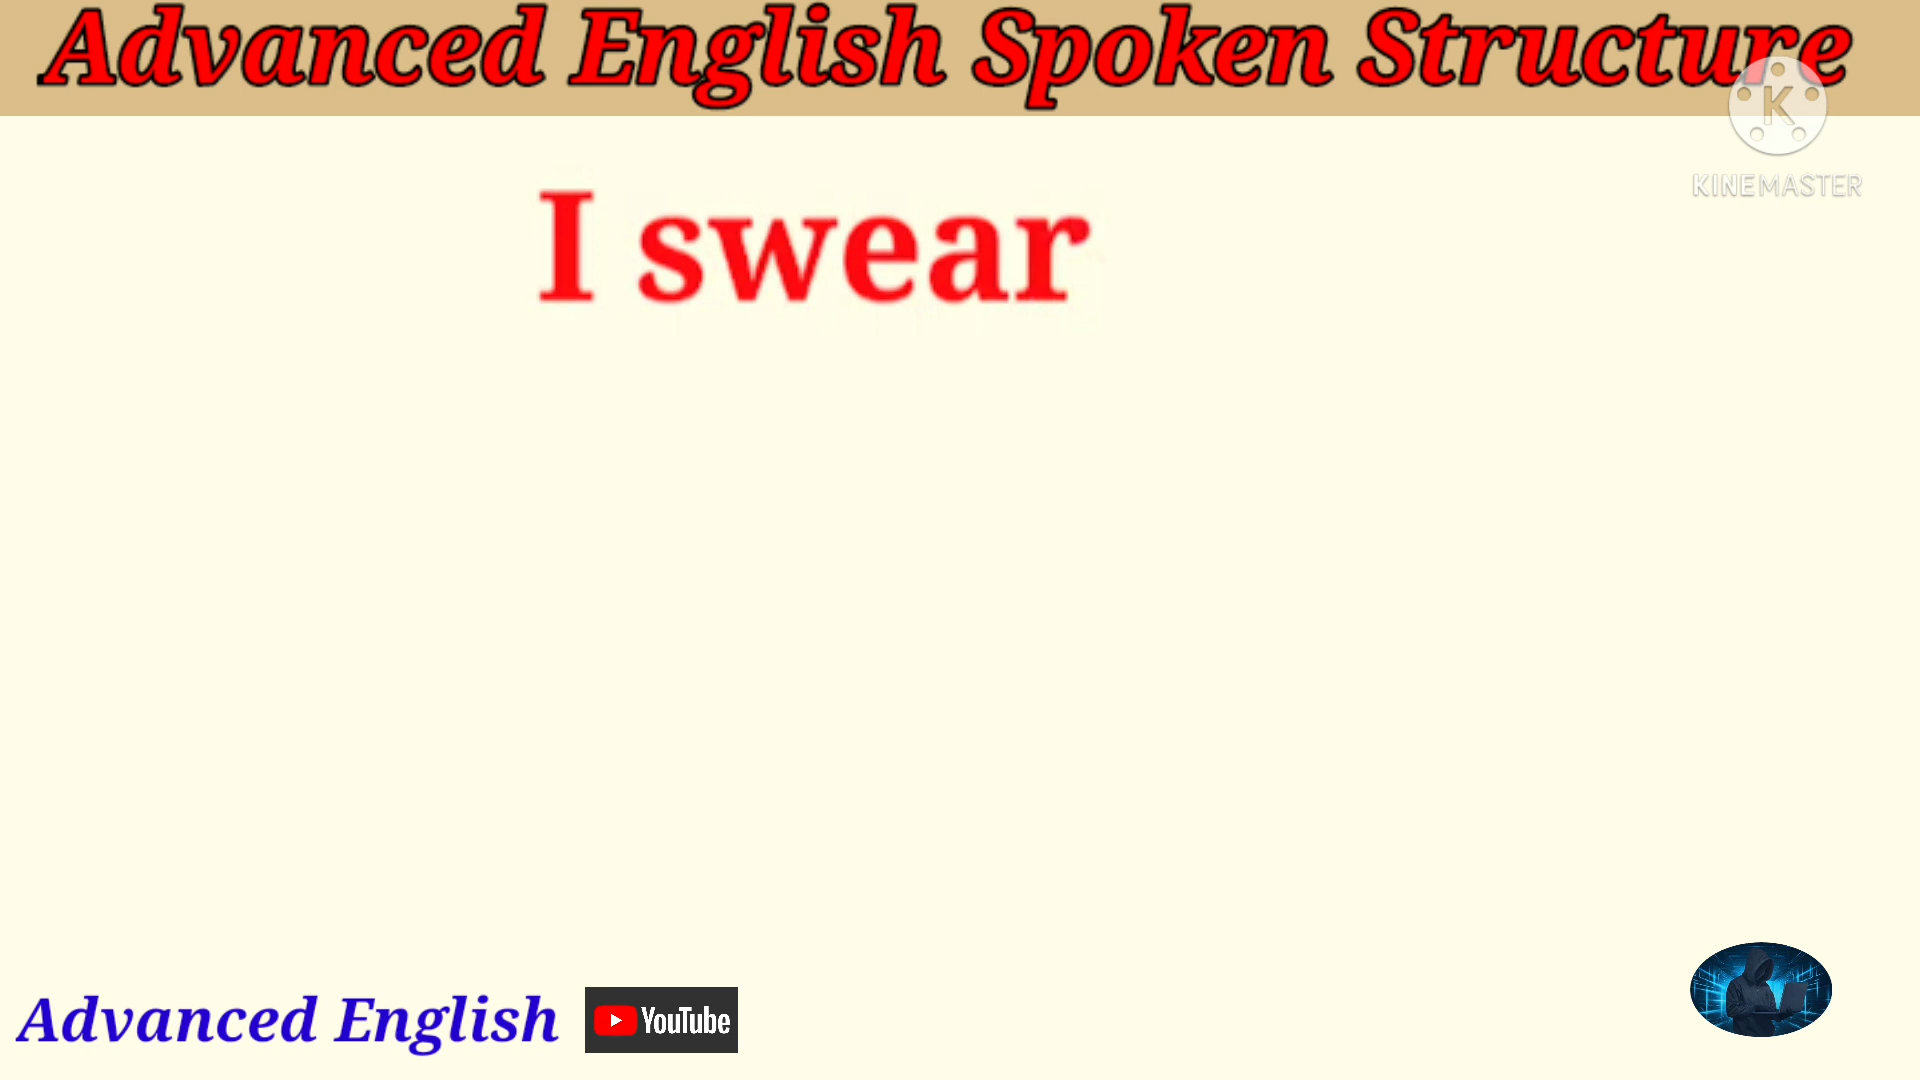 Advanced English Spoken Structure
K
KINEMASTER
I swear
Advanced English
YouTube